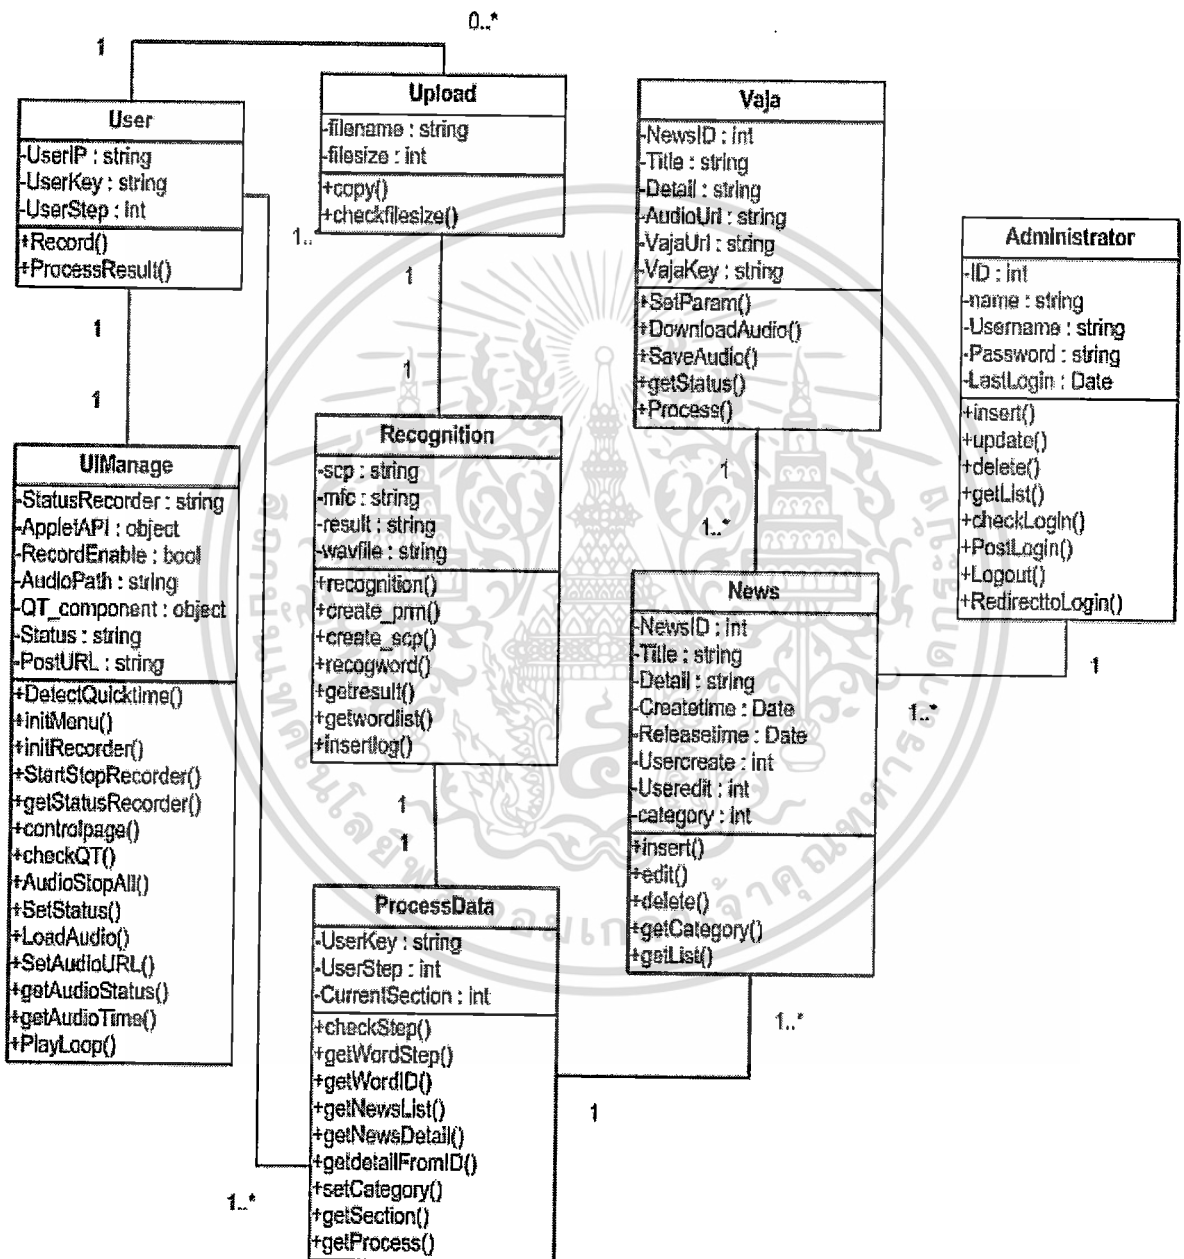 0..*
1
User
-UserIP : string
-UserKey : string
-UserStep : int
+Record()
+ProcessResult()
Upload
-filename : string
-filesize : int
+copy()
+checkfilesize()
Vaja
-NewsID : int
-Title : string
-Detail : string
-AudioUrl : string
-VajaUrl : string
-VajaKey : string
+SetParam()
+DownloadAudio()
+SaveAudio()
+getStatus()
+Process()
Administrator
-ID : int
-name : string
-Username : string
-Password : string
-LastLogin : Date
+insert()
+update()
+delete()
+getList()
+checkLogin()
+PostLogin()
+Logout()
+RedirecttoLogin()
1..
1
1
1
1
UIManage
-StatusRecorder : string
-AppletAPI : object
-RecordEnable : bool
-AudioPath : string
-QT_component : object
-Status : string
-PostURL : string
+DetectQuicktime()
+initMenu()
+initRecorder()
+StartStopRecorder()
+getStatusRecorder()
+controlpage()
+checkQT()
+AudioStopAll()
+SetStatus()
+LoadAudio()
+SetAudioURL()
+getAudioStatus()
+getAudioTime()
+PlayLoop()
Recognition
-scp : string
-mfc : string
-result : string
-wavfile : string
+recognition()
+create_prm()
+create_scp()
+recogword()
+getresult()
+getwordlist()
+insertlog()
1
1..*
News
-NewsID : int
-Title : string
-Detail : string
-Createtime : Date
-Releasetime : Date
-Usercreate : int
-Useredit : int
-category : int
+insert()
+edit()
+delete()
+getCategory()
+getList()
1
1..*
1
1
ProcessData
-UserKey : string
-UserStep : int
-CurrentSection : int
+checkStep()
+getWordStep()
+getWordID()
+getNewsList()
+getNewsDetail()
+getdetailFromID()
+setCategory()
+getSection()
+getProcess()
1..*
1
1..*